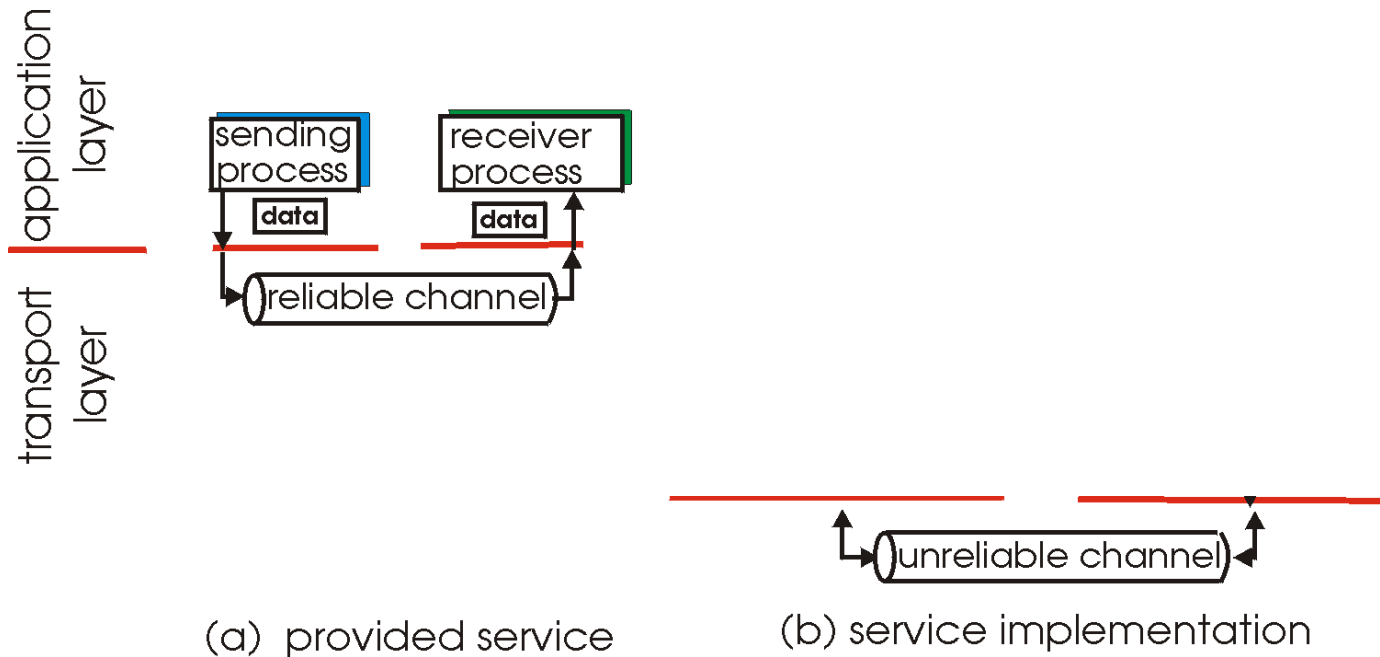 application
layer
transport
layer
sending
process
receiver
process
data
data
reliable channel
unreliable channel
(a) provided service
(b) service implementation